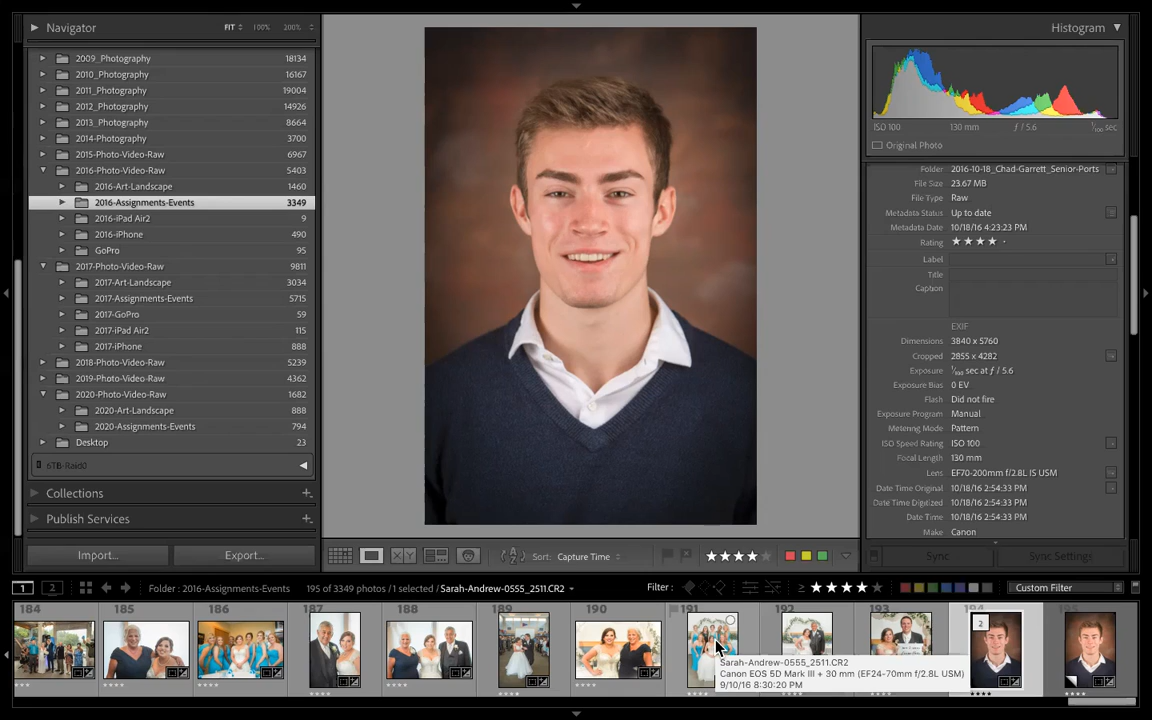 Navigator FIT 100% 200%
Histogram
2009_Photography 18134
2010_Photography 16167
2011_Photography 19004
2012_Photography 14926
2013_Photography 8664
2014-Photography 3700
2015-Photo-Video-Raw 6967
2016-Photo-Video-Raw 5403
2016-Art-Landscape 1460
2016-Assignments-Events 3349
2016-iPad Air2 9
2016-iPhone 490
GoPro 95
2017-Photo-Video-Raw 9811
2017-Art-Landscape 3034
2017-Assignments-Events 5715
2017-GoPro 59
2017-iPad Air2 115
2017-iPhone 888
2018-Photo-Video-Raw 5239
2019-Photo-Video-Raw 4362
2020-Photo-Video-Raw 1682
2020-Art-Landscape 888
2020-Assignments-Events 794
Desktop 23
6TB-Raid0
Collections
Publish Services
Import... Export...
ISO 100 130 mm ƒ / 5.6 1/100 sec
Original Photo
Folder 2016-10-18_Chad-Garrett_Senior-Ports
File Size 23.67 MB
File Type Raw
Metadata Status Up to date
Metadata Date 10/18/16 4:23:23 PM
Rating ★★★★ ·
Label
Title
Caption
EXIF
Dimensions 3840 x 5760
Cropped 2855 x 4282
Exposure 1/100 sec at ƒ / 5.6
Exposure Bias 0 EV
Flash Did not fire
Exposure Program Manual
Metering Mode Pattern
ISO Speed Rating ISO 100
Focal Length 130 mm
Lens EF70-200mm f/2.8L IS USM
Date Time Original 10/18/16 2:54:33 PM
Date Time Digitized 10/18/16 2:54:33 PM
Date Time 10/18/16 2:54:33 PM
Make Canon
Sort: Capture Time
Sync Sync Settings
1 2 Folder : 2016-Assignments-Events 195 of 3349 photos / 1 selected / Sarah-Andrew-0555_2511.CR2 Filter : ≥ ★★★★★ Custom Filter
184 185 186 187 188 189 190 191 192 193 194 195
2
Sarah-Andrew-0555_2511.CR2
Canon EOS 5D Mark III + 30 mm (EF24-70mm f/2.8L USM)
9/10/16 8:30:20 PM